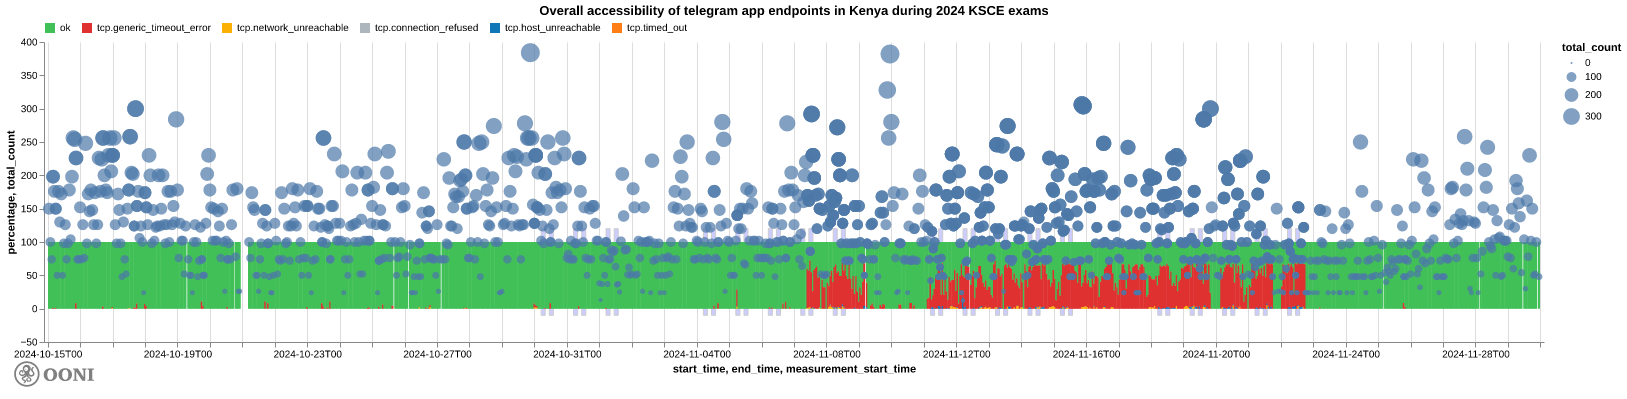 Overall accessibility of telegram app endpoints in Kenya during 2024 KSCE exams
ok tcp.generic_timeout_error tcp.network_unreachable tcp.connection_refused tcp.host_unreachable tcp.timed_out
400
350
300
250
200
150
100
50
0
−50
percentage, total_count
2024-10-15T00 2024-10-19T00 2024-10-23T00 2024-10-27T00 2024-10-31T00 2024-11-04T00 2024-11-08T00 2024-11-12T00 2024-11-16T00 2024-11-20T00 2024-11-24T00 2024-11-28T00
start_time, end_time, measurement_start_time
total_count
0
100
200
300
OONI